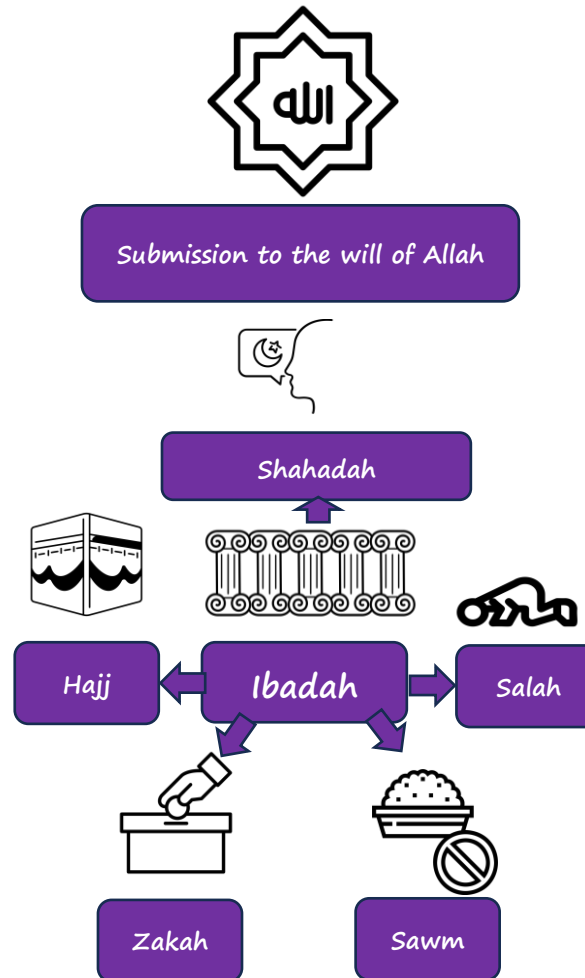 الله
Submission to the will of Allah
Shahadah
Hajj
Ibadah
Salah
Zakah
Sawm